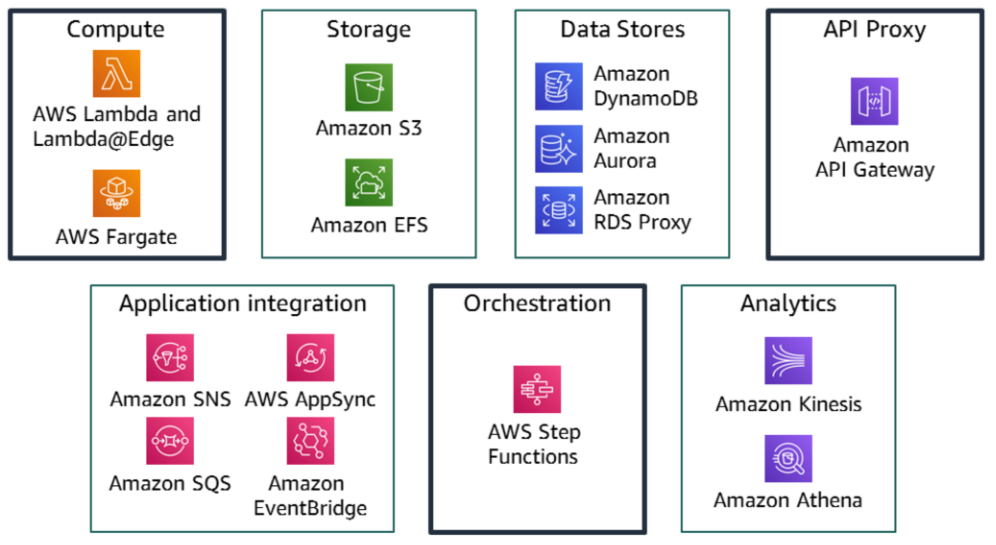 Compute
AWS Lambda and
Lambda@Edge
AWS Fargate
Storage
Amazon S3
Amazon EFS
Data Stores
Amazon
DynamoDB
Amazon
Aurora
Amazon
RDS Proxy
API Proxy
Amazon
API Gateway
Application integration
Amazon SNS
AWS AppSync
Amazon SQS
Amazon
EventBridge
Orchestration
AWS Step
Functions
Analytics
Amazon Kinesis
Amazon Athena